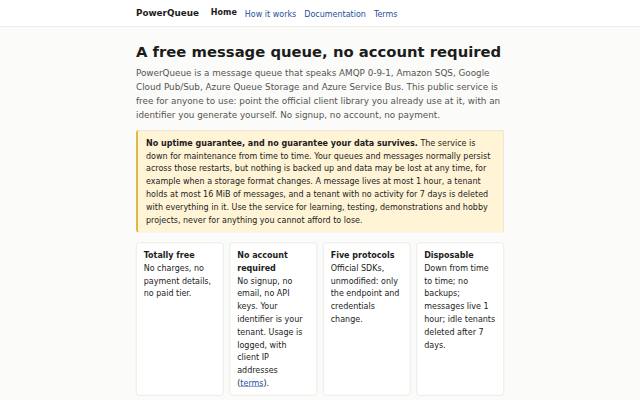 PowerQueue Home How it works Documentation Terms
A free message queue, no account required
PowerQueue is a message queue that speaks AMQP 0-9-1, Amazon SQS, Google
Cloud Pub/Sub, Azure Queue Storage and Azure Service Bus. This public service is
free for anyone to use: point the official client library you already use at it, with an
identifier you generate yourself. No signup, no account, no payment.
No uptime guarantee, and no guarantee your data survives. The service is
down for maintenance from time to time. Your queues and messages normally persist
across those restarts, but nothing is backed up and data may be lost at any time, for
example when a storage format changes. A message lives at most 1 hour, a tenant
holds at most 16 MiB of messages, and a tenant with no activity for 7 days is deleted
with everything in it. Use the service for learning, testing, demonstrations and hobby
projects, never for anything you cannot afford to lose.
Totally free
No charges, no
payment details,
no paid tier.
No account
required
No signup, no
email, no API
keys. Your
identifier is your
tenant. Usage is
logged, with
client IP
addresses
(terms).
Five protocols
Official SDKs,
unmodified: only
the endpoint and
credentials
change.
Disposable
Down from time
to time; no
backups;
messages live 1
hour; idle tenants
deleted after 7
days.